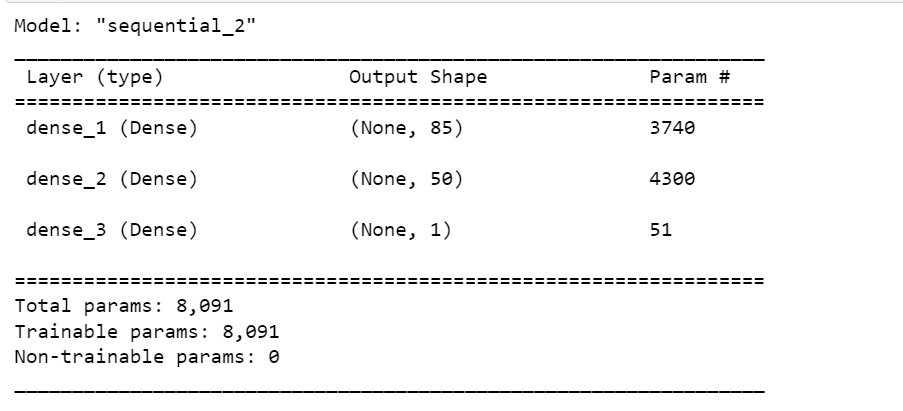 Model: "sequential_2"
Layer (type) Output Shape Param #
dense_1 (Dense) (None, 85) 3740
dense_2 (Dense) (None, 50) 4300
dense_3 (Dense) (None, 1) 51
Total params: 8,091
Trainable params: 8,091
Non-trainable params: 0